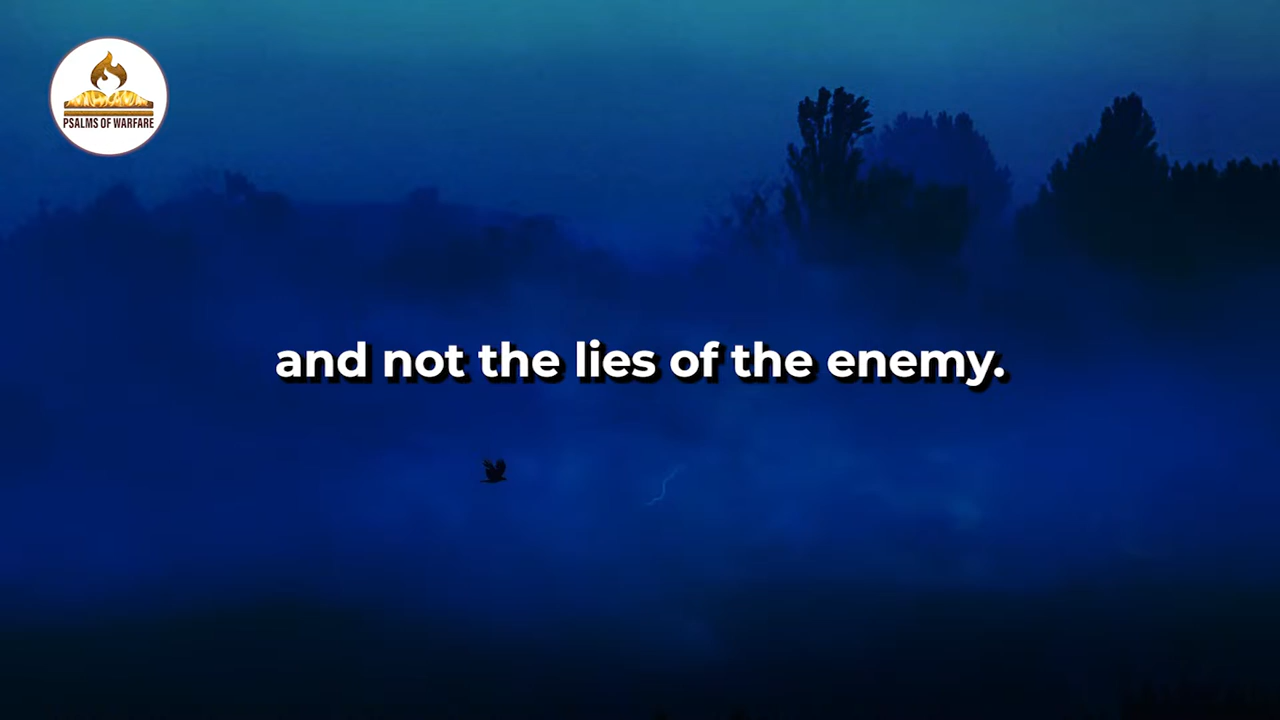 PSALMS OF WARFARE
and not the lies of the enemy.